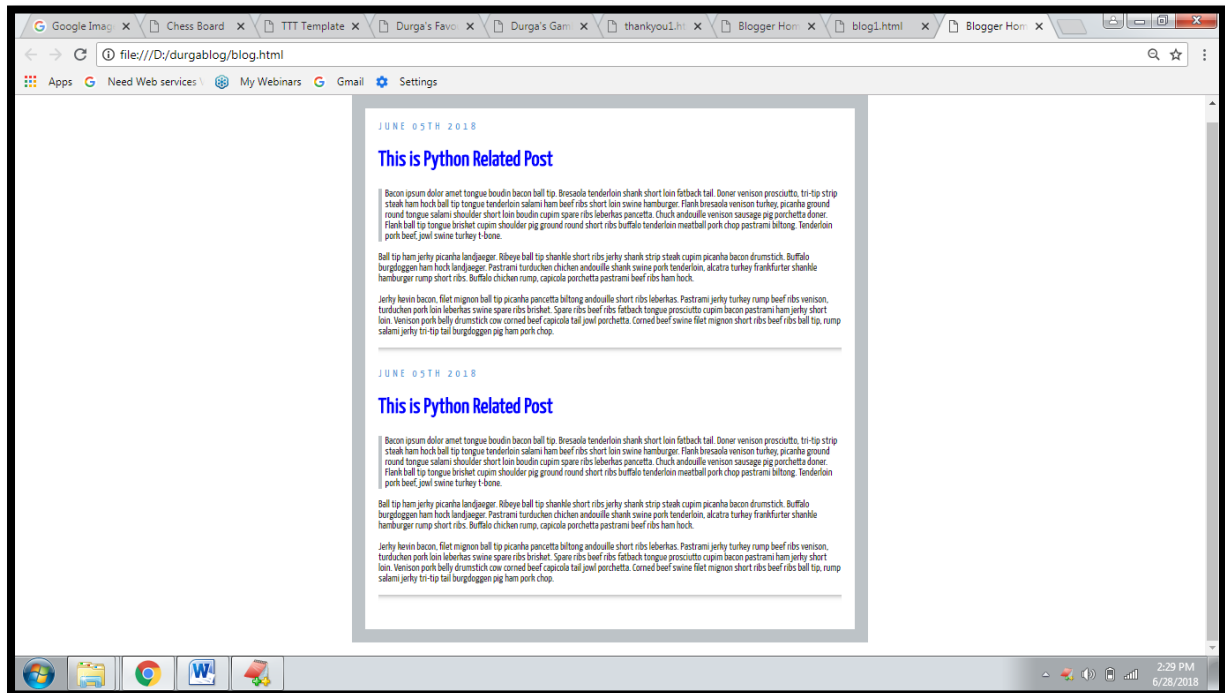 Google Imag
Chess Board
TTT Template
Durga's Favo
Durga's Gam
thankyou1.ht
Blogger Hom
blog1.html
Blogger Hom
file:///D:/durgablog/blog.html
Apps
Need Web services
My Webinars
Gmail
Settings
JUNE 05TH 2018
This is Python Related Post
Bacon ipsum dolor amet tongue boudin bacon ball tip. Bresaola tenderloin shank short loin fatback tail. Doner venison prosciutto, tri-tip strip
steak ham hock ball tip tongue tenderloin salami ham beef ribs short loin swine hamburger. Flank bresaola venison turkey, picanha ground
round tongue salami shoulder short loin boudin cupim spare ribs leberkas pancetta. Chuck andouille venison sausage pig porchetta doner.
Flank ball tip tongue brisket cupim shoulder pig ground round short ribs buffalo tenderloin meatball pork chop pastrami biltong. Tenderloin
pork beef, jowl swine turkey t-bone.
Ball tip ham jerky picanha landjaeger. Ribeye ball tip shankle short ribs jerky shank strip steak cupim picanha bacon drumstick. Buffalo
burgdoggen ham hock landjaeger. Pastrami turducken chicken andouille shank swine pork tenderloin, alcatra turkey frankfurter shankle
hamburger rump short ribs. Buffalo chicken rump, capicola porchetta pastrami beef ribs ham hock.
Jerky kevin bacon, filet mignon ball tip picanha pancetta biltong andouille short ribs leberkas. Pastrami jerky turkey rump beef ribs venison,
turducken pork loin leberkas swine spare ribs brisket. Spare ribs beef ribs fatback tongue prosciutto cupim bacon pastrami ham jerky short
loin. Venison pork belly drumstick cow corned beef capicola tail jowl porchetta. Corned beef swine filet mignon short ribs beef ribs ball tip, rump
salami jerky tri-tip tail burgdoggen pig ham pork chop.
JUNE 05TH 2018
This is Python Related Post
Bacon ipsum dolor amet tongue boudin bacon ball tip. Bresaola tenderloin shank short loin fatback tail. Doner venison prosciutto, tri-tip strip
steak ham hock ball tip tongue tenderloin salami ham beef ribs short loin swine hamburger. Flank bresaola venison turkey, picanha ground
round tongue salami shoulder short loin boudin cupim spare ribs leberkas pancetta. Chuck andouille venison sausage pig porchetta doner.
Flank ball tip tongue brisket cupim shoulder pig ground round short ribs buffalo tenderloin meatball pork chop pastrami biltong. Tenderloin
pork beef, jowl swine turkey t-bone.
Ball tip ham jerky picanha landjaeger. Ribeye ball tip shankle short ribs jerky shank strip steak cupim picanha bacon drumstick. Buffalo
burgdoggen ham hock landjaeger. Pastrami turducken chicken andouille shank swine pork tenderloin, alcatra turkey frankfurter shankle
hamburger rump short ribs. Buffalo chicken rump, capicola porchetta pastrami beef ribs ham hock.
Jerky kevin bacon, filet mignon ball tip picanha pancetta biltong andouille short ribs leberkas. Pastrami jerky turkey rump beef ribs venison,
turducken pork loin leberkas swine spare ribs brisket. Spare ribs beef ribs fatback tongue prosciutto cupim bacon pastrami ham jerky short
loin. Venison pork belly drumstick cow corned beef capicola tail jowl porchetta. Corned beef swine filet mignon short ribs beef ribs ball tip, rump
salami jerky tri-tip tail burgdoggen pig ham pork chop.
2:29 PM
6/28/2018